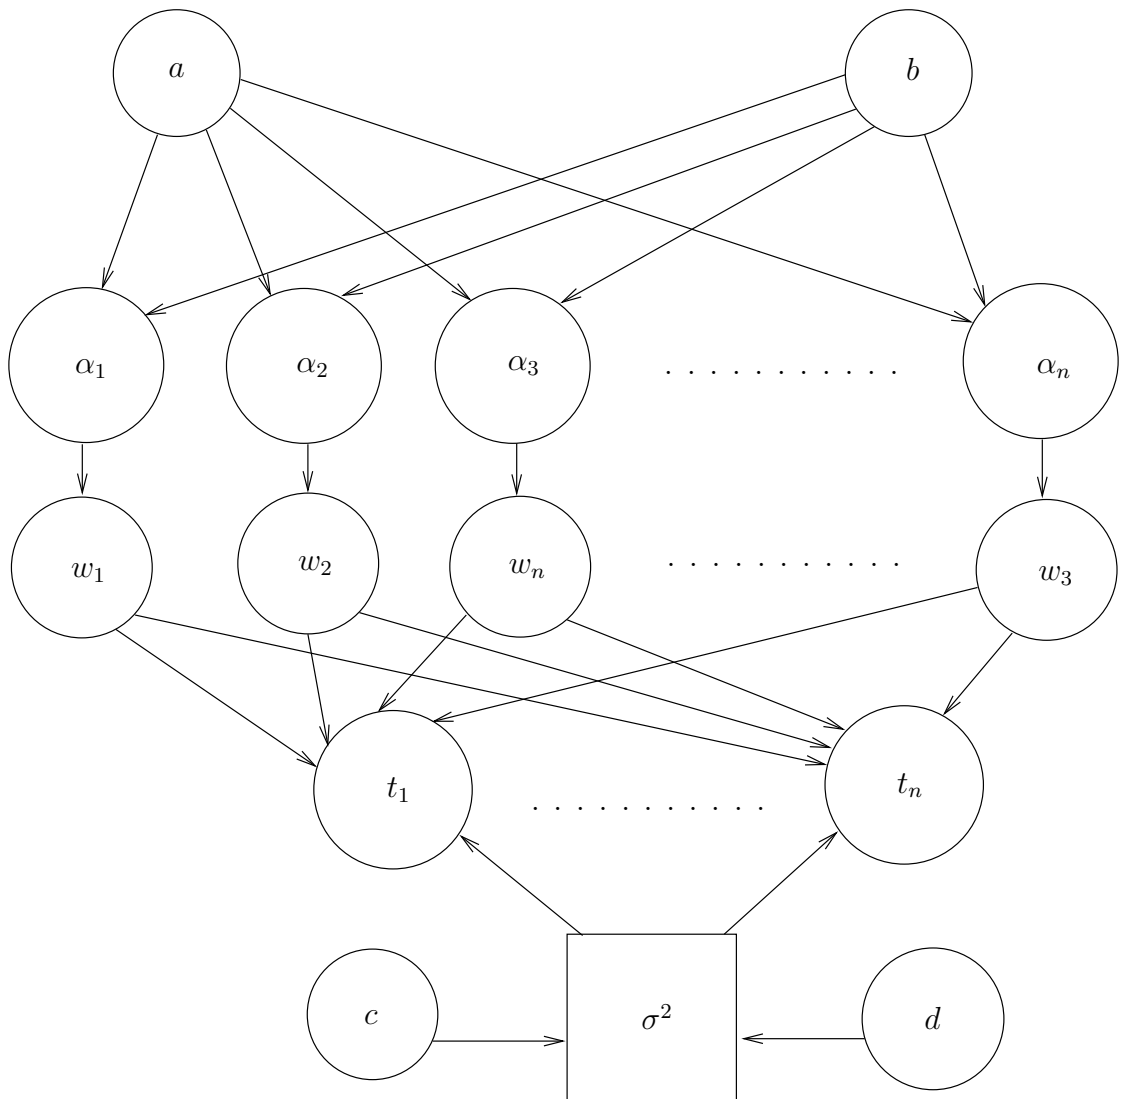 a b
α₁ α₂ α₃ . . . . . . . . . . . αₙ
w₁ w₂ wₙ . . . . . . . . . . . w₃
t₁ . . . . . . . . . . . tₙ
c σ² d